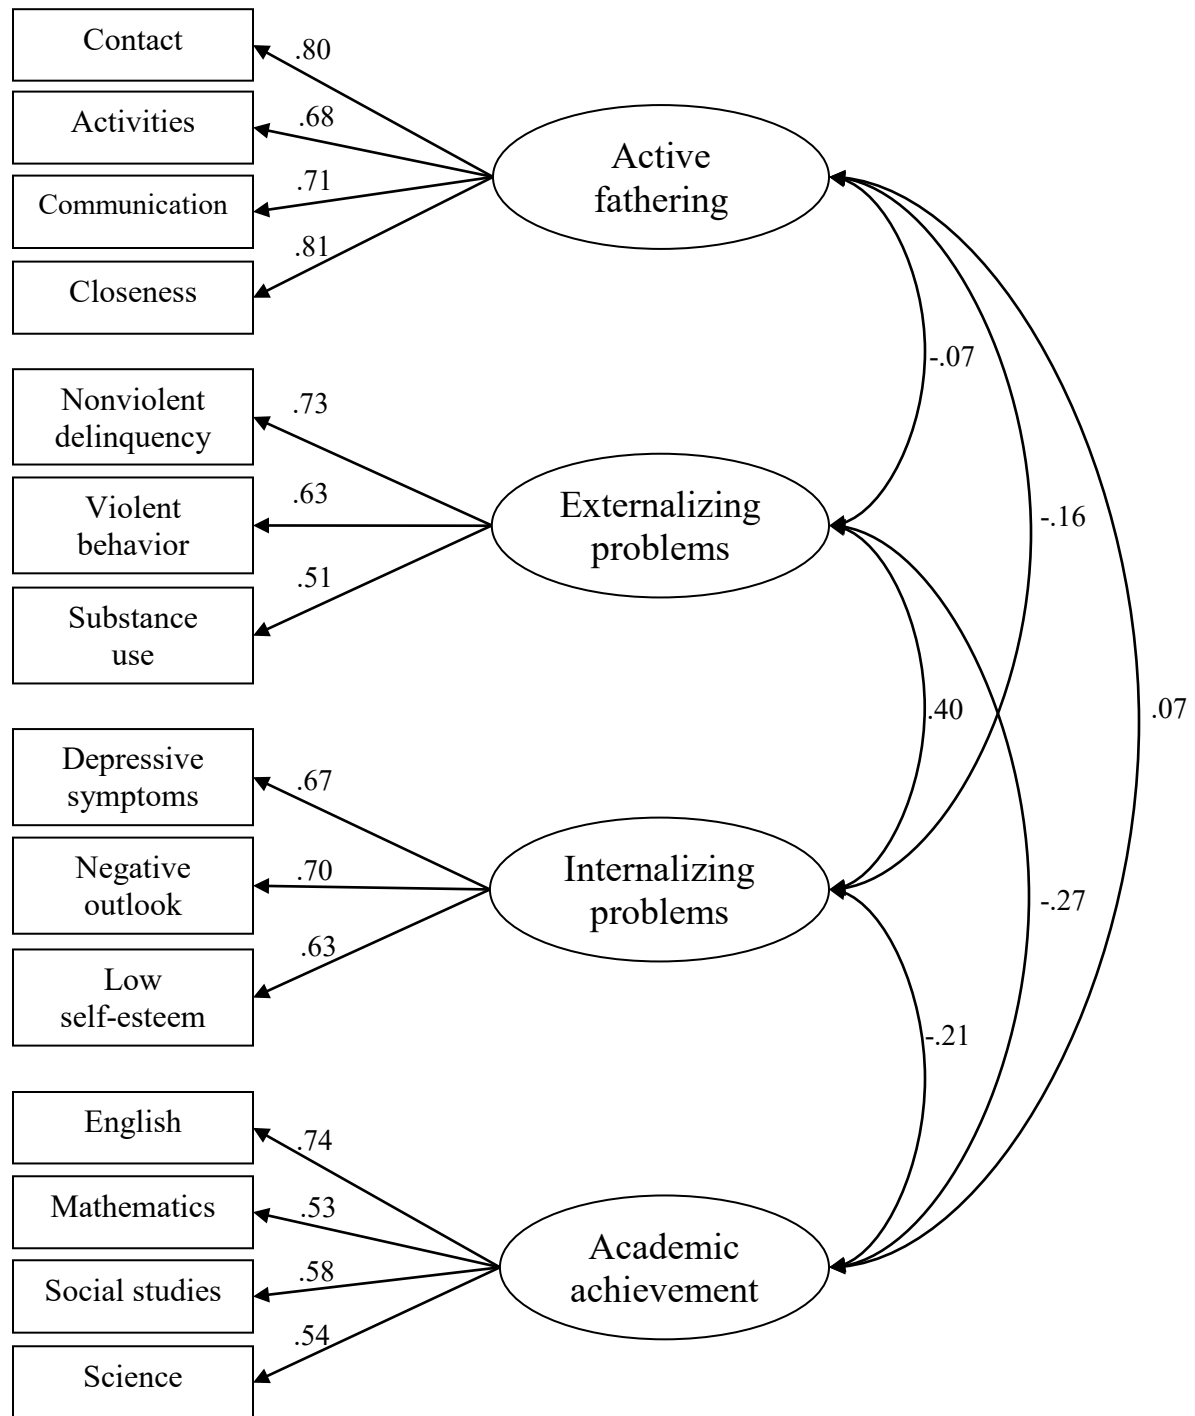 Contact
.80
Activities
.68
Communication
.71
Closeness
.81
Active
fathering
-.07
Nonviolent
delinquency
.73
Violent
behavior
.63
Substance
use
.51
Externalizing
problems
-.16
.40
.07
Depressive
symptoms
.67
Negative
outlook
.70
Low
self-esteem
.63
Internalizing
problems
-.27
-.21
English
.74
Mathematics
.53
Social studies
.58
Science
.54
Academic
achievement